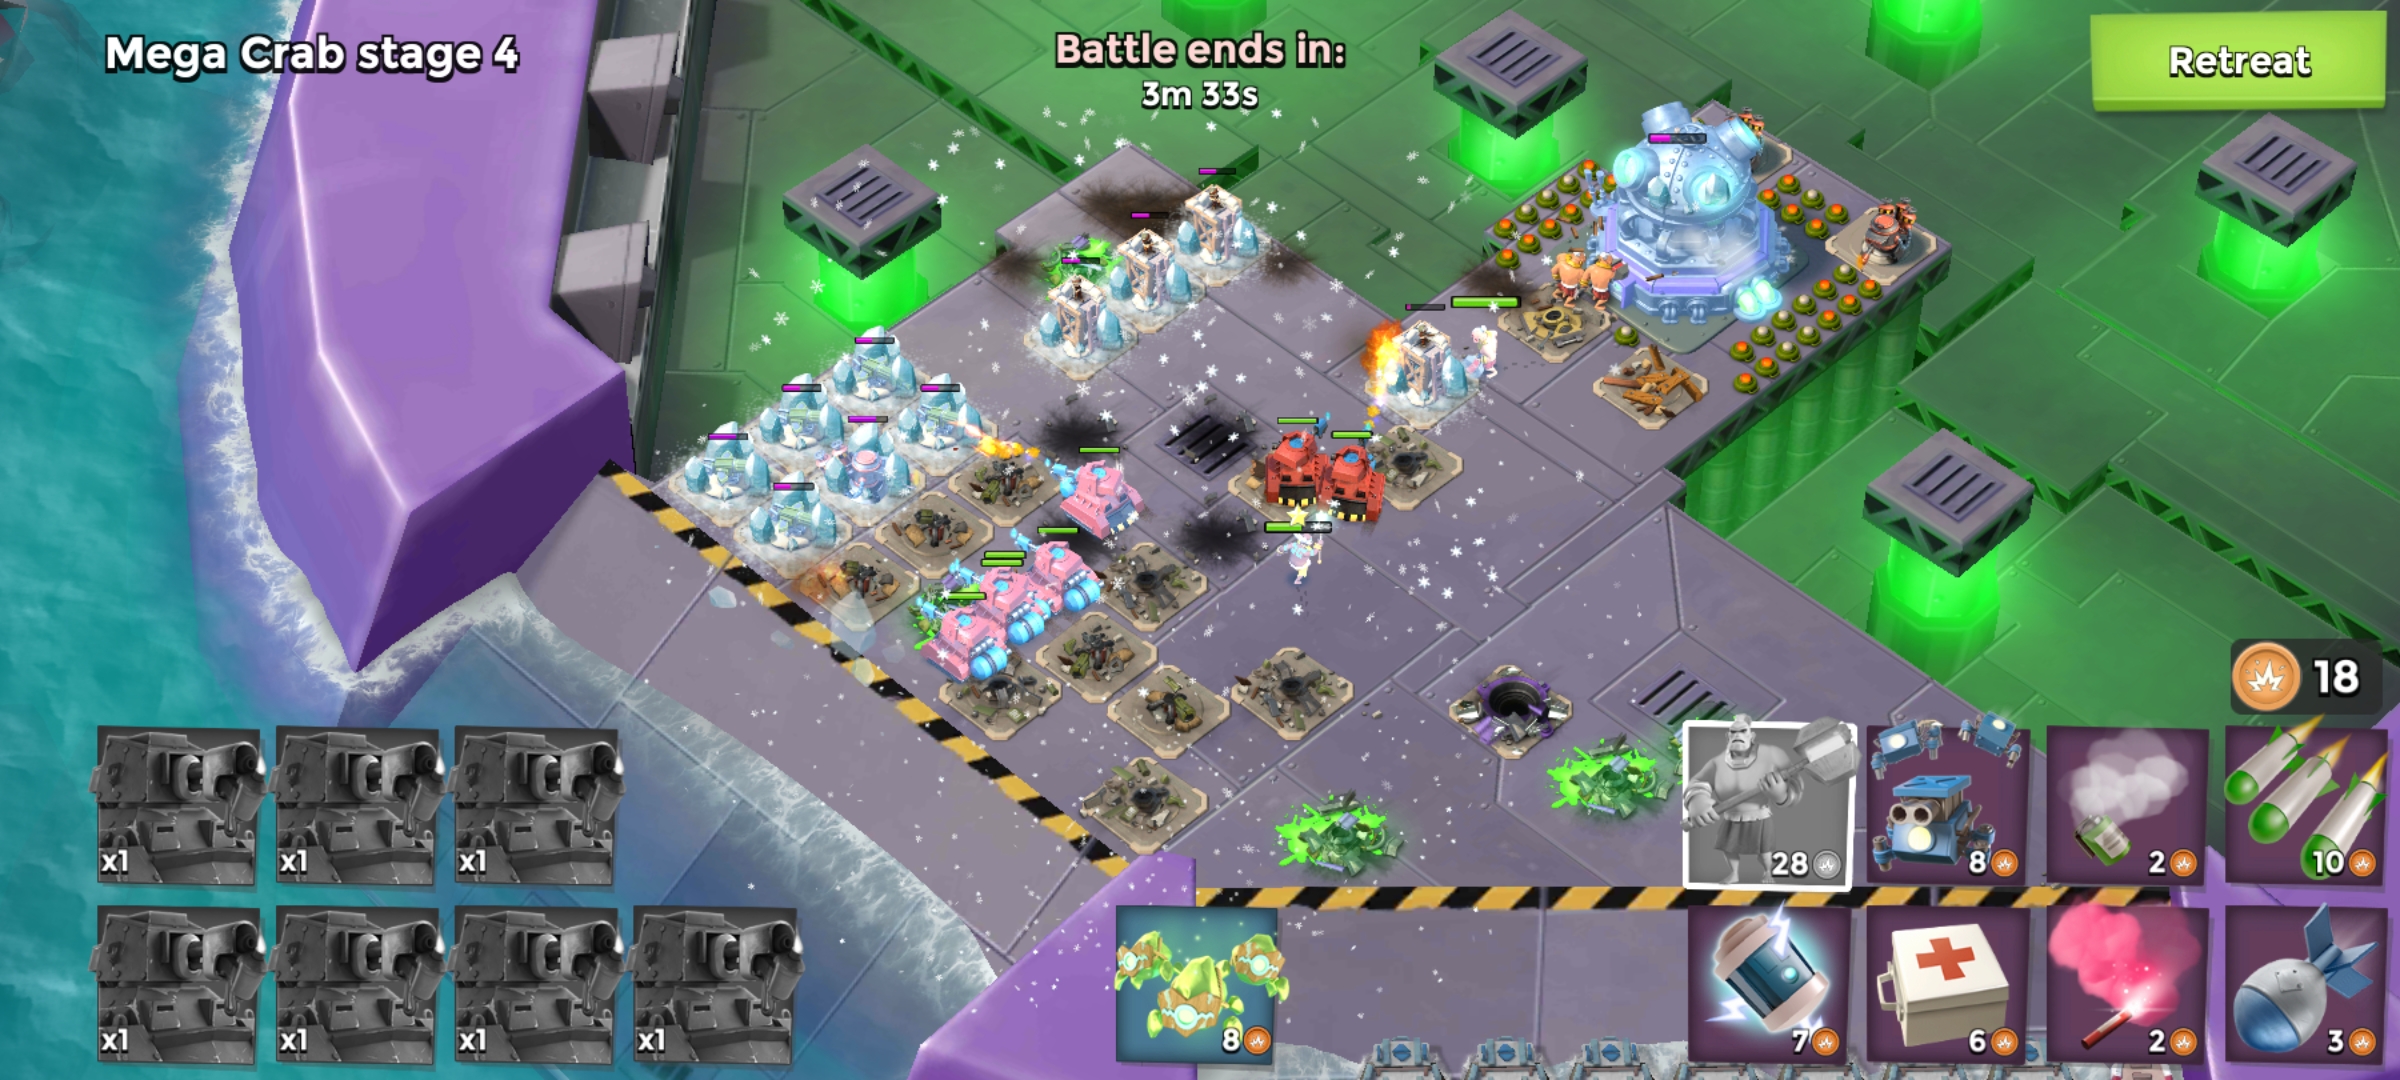 Mega Crab stage 4
Battle ends in:
3m 33s
Retreat
18
x1
x1
x1
28
8
2
10
x1
x1
x1
x1
8
7
6
2
3